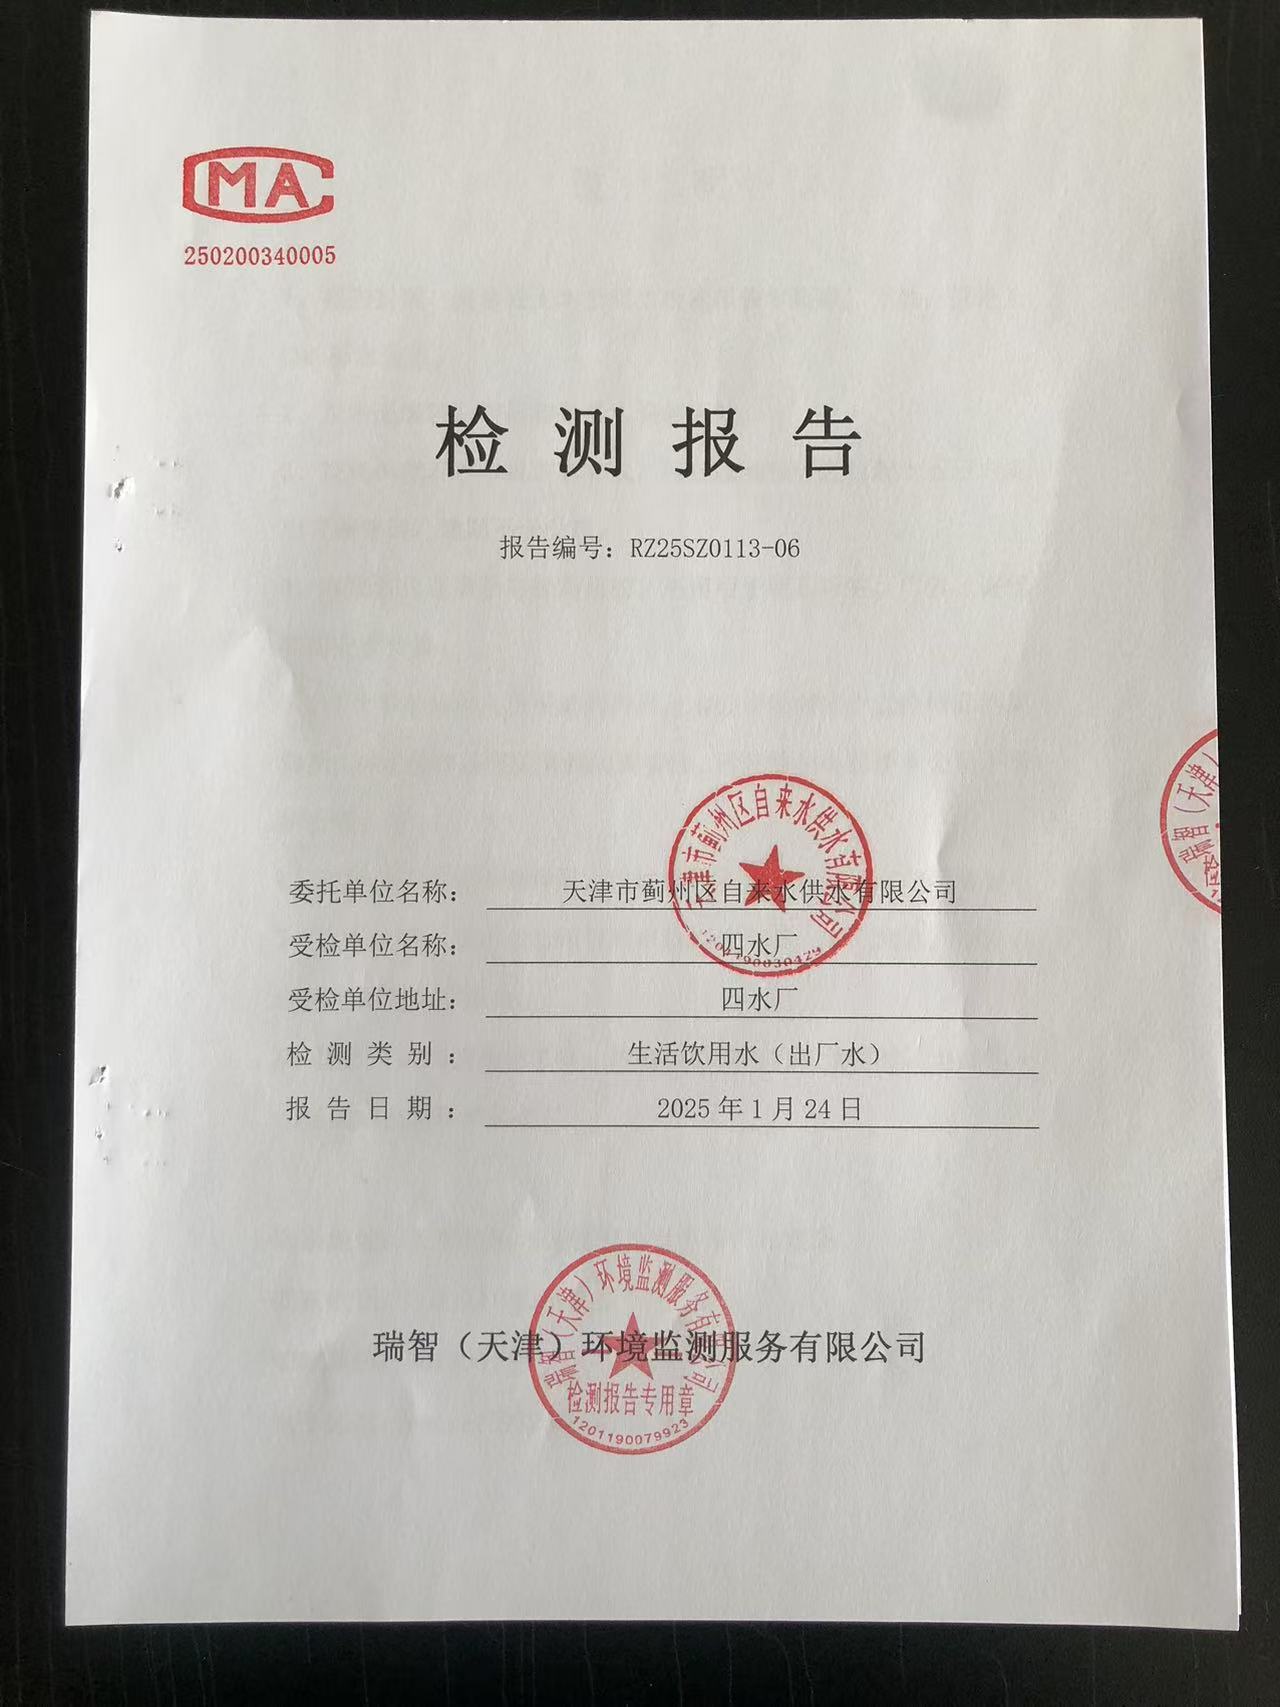 CMA
250200340005
检测报告
报告编号：RZ25SZ0113-06
委托单位名称： 天津市蓟州区自来水供水有限公司
受检单位名称： 四水厂
受检单位地址： 四水厂
检测类别： 生活饮用水（出厂水）
报告日期： 2025年1月24日
天津市蓟州区自来水供水有限公司
瑞智（天津）环境监测服务有限公司
瑞智（天津）环境监测服务有限公司
检测报告专用章
1201190079923
瑞智（天津）